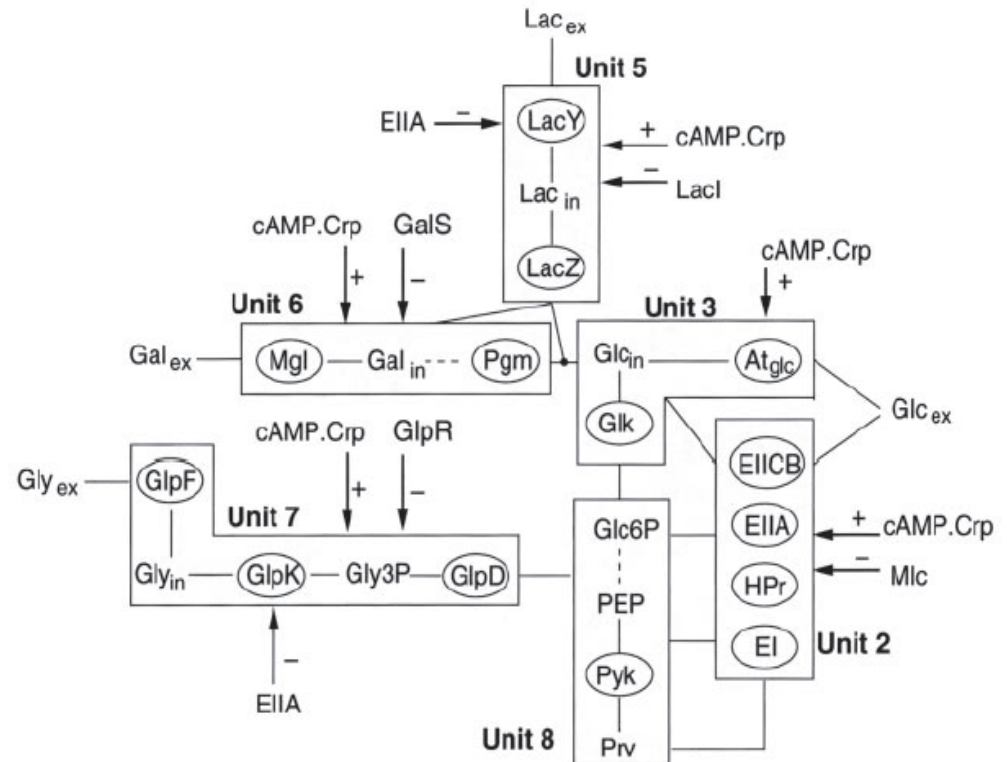 Lac ex
Unit 5
EIIA
−
LacY
+
cAMP.Crp
Lac in
−
LacI
LacZ
cAMP.Crp
GalS
+
−
cAMP.Crp
+
Unit 6
Unit 3
Gal ex
Mgl
Gal in
Pgm
Glc in
At glc
Glk
Glc ex
cAMP.Crp
GlpR
+
−
EIICB
Gly ex
GlpF
Unit 7
Glc6P
EIIA
+
cAMP.Crp
−
Mlc
Gly in
GlpK
Gly3P
GlpD
PEP
HPr
−
EIIA
Pyk
EI
Unit 2
Unit 8
Prv